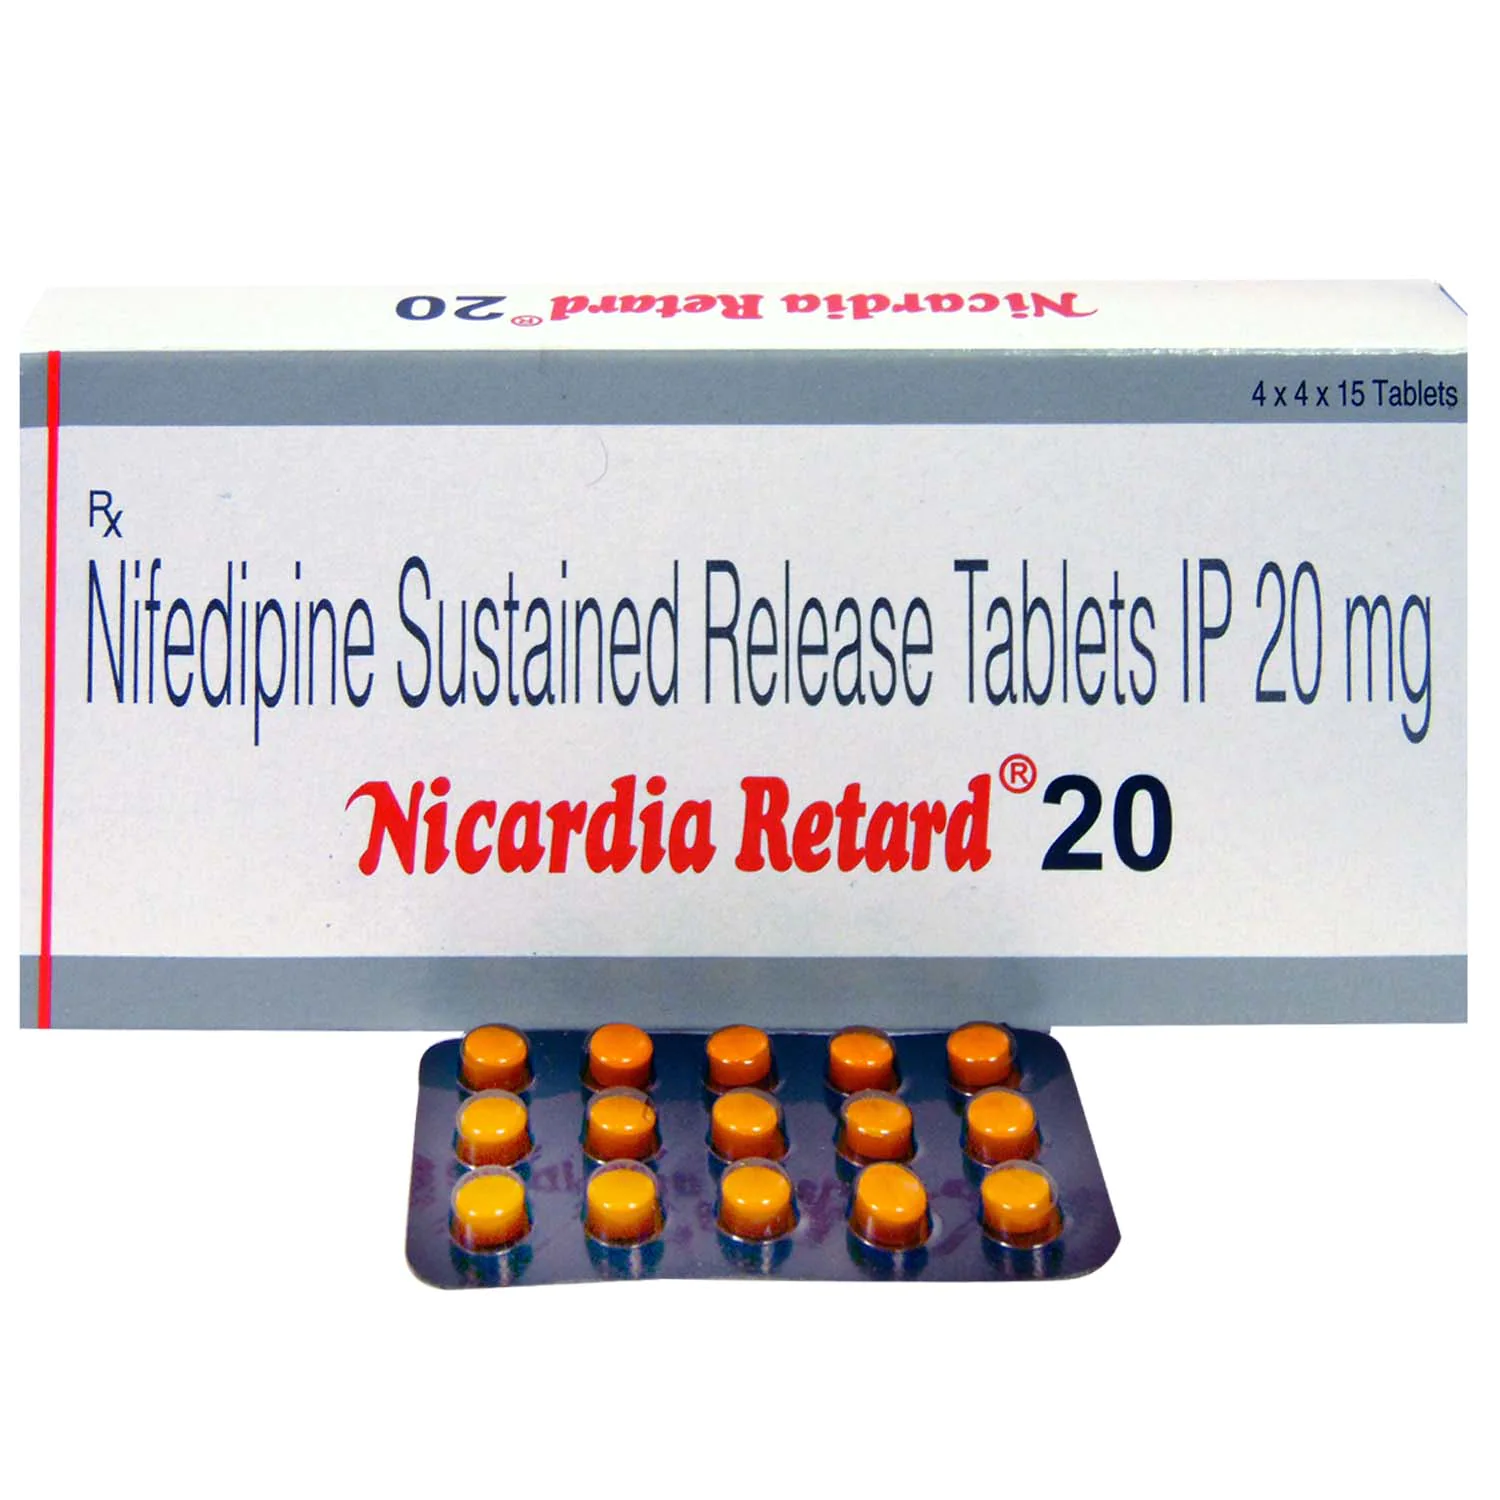 Nicardia Retard® 20
4 x 4 x 15 Tablets
Rx
Nifedipine Sustained Release Tablets IP 20 mg
Nicardia Retard® 20